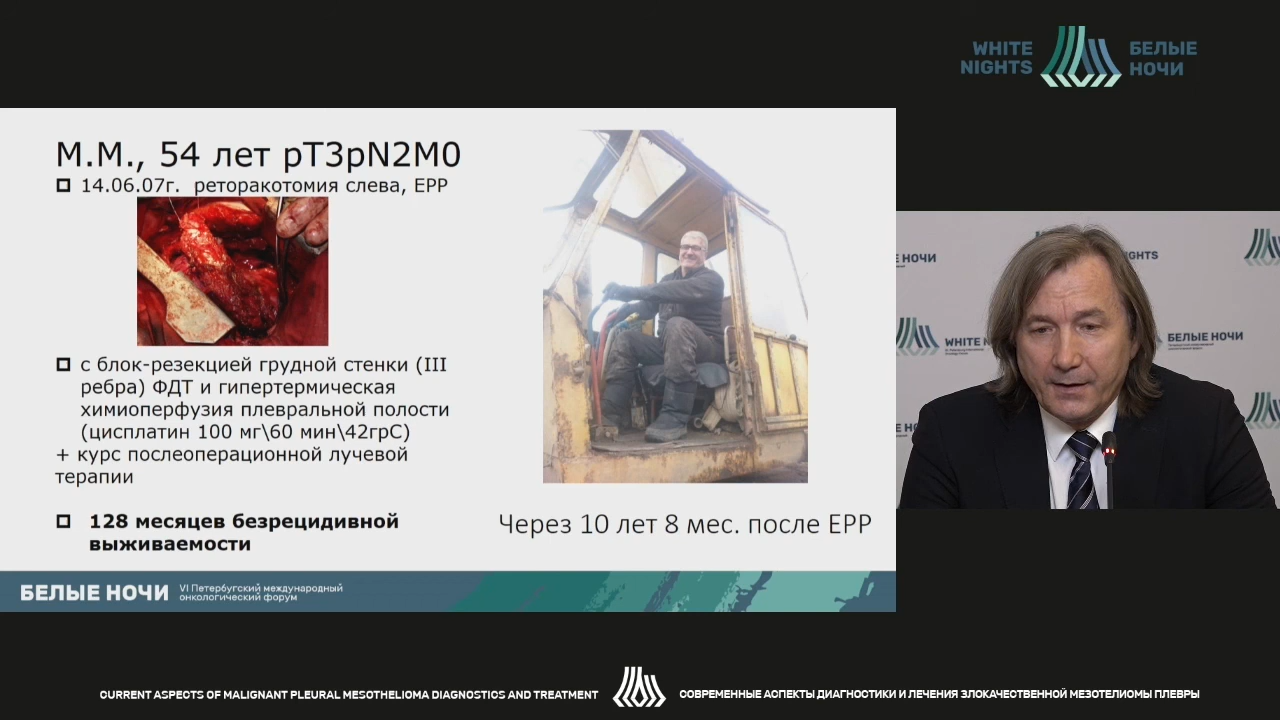 WHITE
NIGHTS
БЕЛЫЕ
НОЧИ
М.М., 54 лет pT3pN2M0
14.06.07г. реторакотомия слева, EPP
с блок-резекцией грудной стенки (III
ребра) ФДТ и гипертермическая
химиоперфузия плевральной полости
(цисплатин 100 мг\60 мин\42грС)
+ курс послеоперационной лучевой
терапии
128 месяцев безрецидивной
выживаемости
Через 10 лет 8 мес. после EPP
БЕЛЫЕ НОЧИ
VI Петербугский международный
онкологический форум
Е НОЧИ
GHTS
WHITE N
БЕЛЫЕ НОЧИ
CURRENT ASPECTS OF MALIGNANT PLEURAL MESOTHELIOMA DIAGNOSTICS AND TREATMENT
СОВРЕМЕННЫЕ АСПЕКТЫ ДИАГНОСТИКИ И ЛЕЧЕНИЯ ЗЛОКАЧЕСТВЕННОЙ МЕЗОТЕЛИОМЫ ПЛЕВРЫ